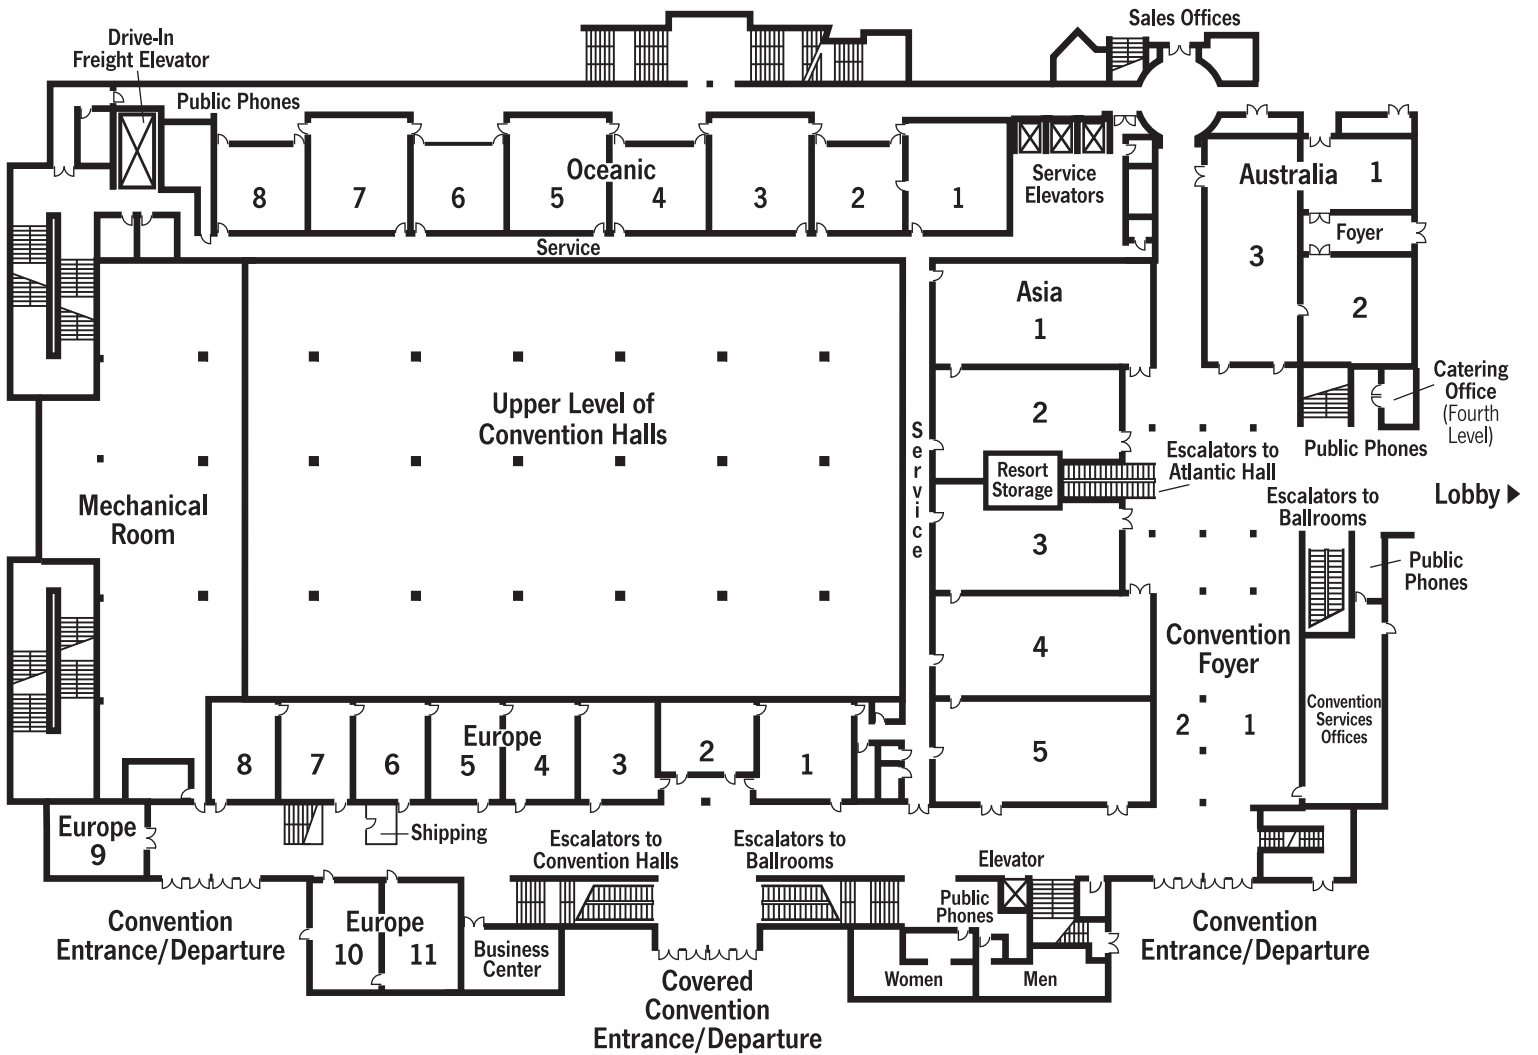 Sales Offices
Drive-In
Freight Elevator
Public Phones
Oceanic
8
7
6
5
4
3
2
1
Service
Elevators
Australia
1
Foyer
3
2
Service
Asia
1
2
Catering
Office
(Fourth
Level)
Public Phones
Upper Level of
Convention Halls
Service
Resort
Storage
Escalators to
Atlantic Hall
Lobby
Escalators to
Ballrooms
Mechanical
Room
3
Public
Phones
4
Convention
Foyer
2
1
Convention
Services
Offices
5
Europe
8
7
6
5
4
3
2
1
Europe
9
Shipping
Escalators to
Convention Halls
Escalators to
Ballrooms
Elevator
Public
Phones
Convention
Entrance/Departure
Europe
10
11
Business
Center
Women
Men
Convention
Entrance/Departure
Covered
Convention
Entrance/Departure